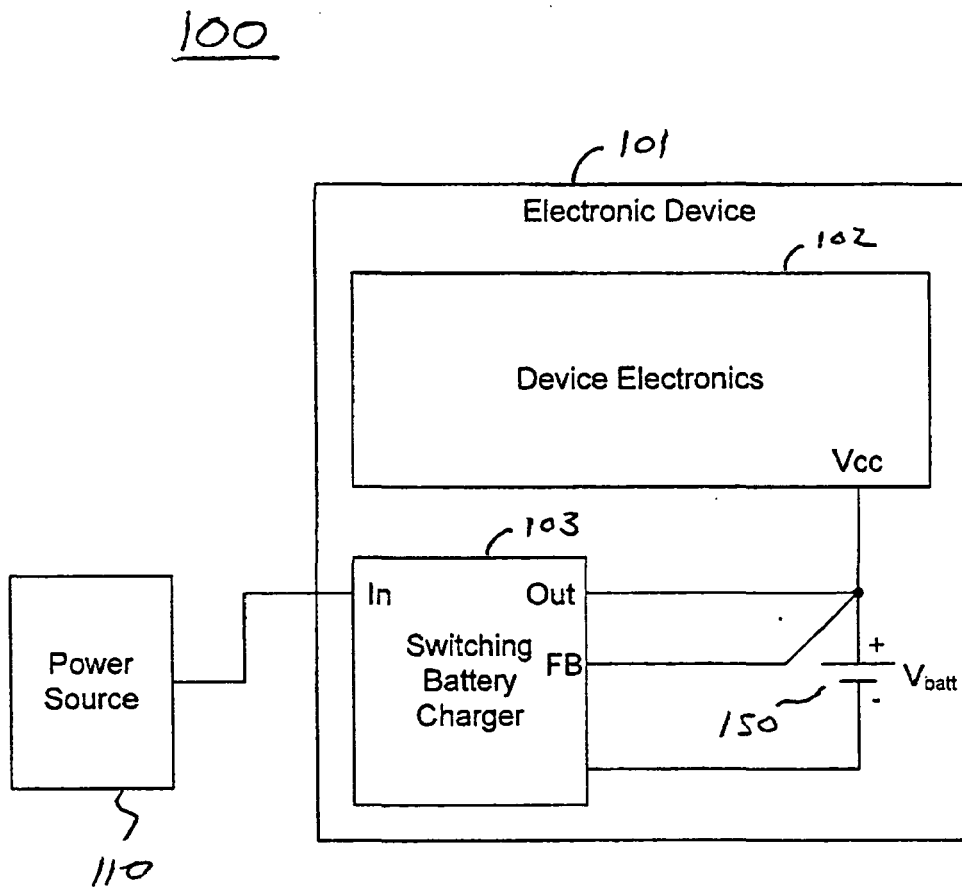 100
101
Electronic Device
102
Device Electronics
Vcc
103
In
Out
Switching
Battery
Charger
FB
Power
Source
+
V_batt
-
150
110